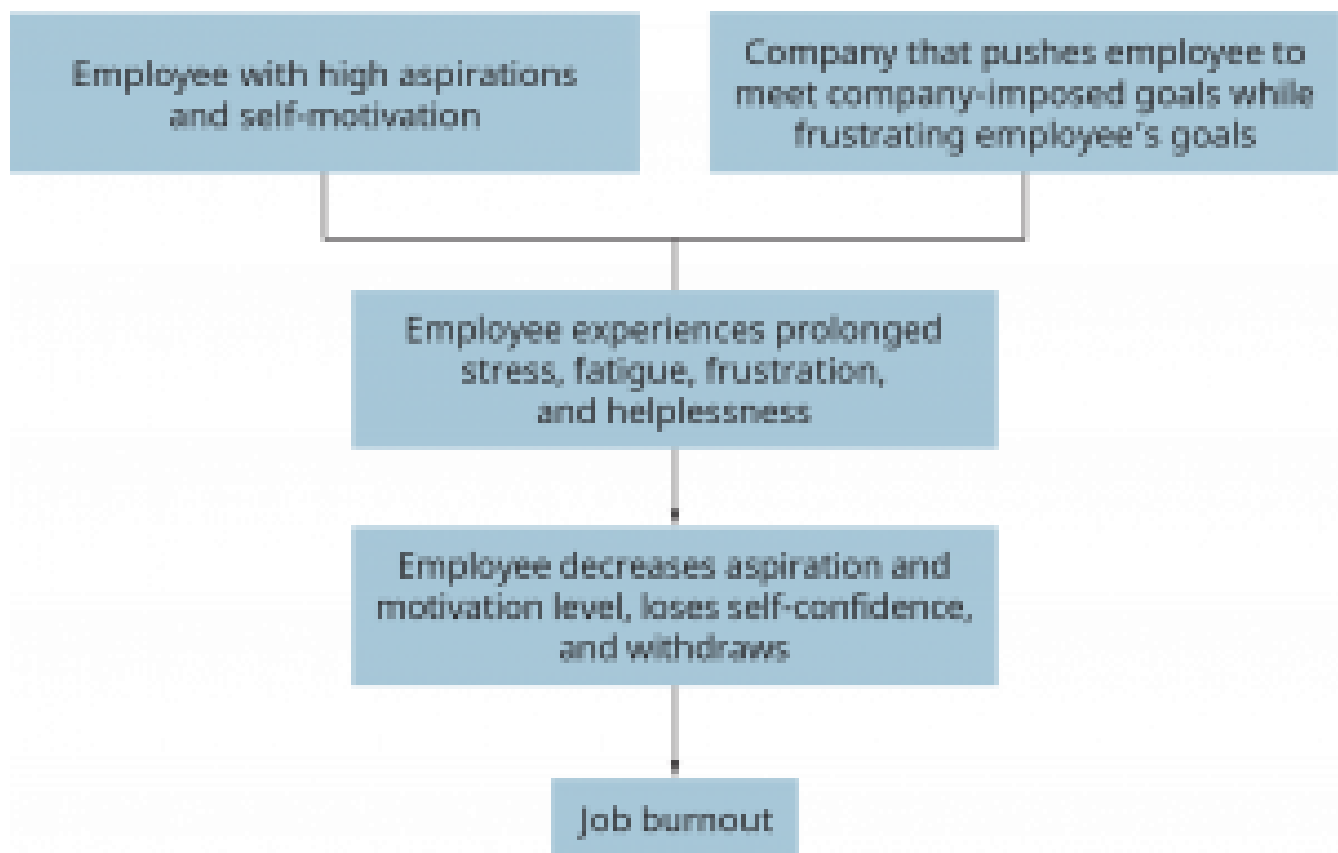 Employee with high aspirations
and self-motivation
Company that pushes employee to
meet company-imposed goals while
frustrating employee's goals
Employee experiences prolonged
stress, fatigue, frustration,
and helplessness
Employee decreases aspiration and
motivation level, loses self-confidence,
and withdraws
Job burnout